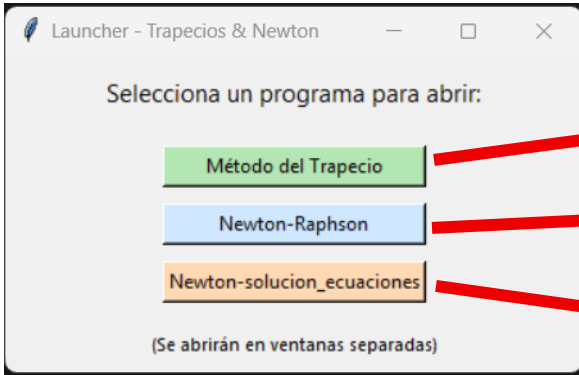 Launcher - Trapecios & Newton
Selecciona un programa para abrir:
Método del Trapecio
Newton-Raphson
Newton-solucion_ecuaciones
(Se abrirán en ventanas separadas)